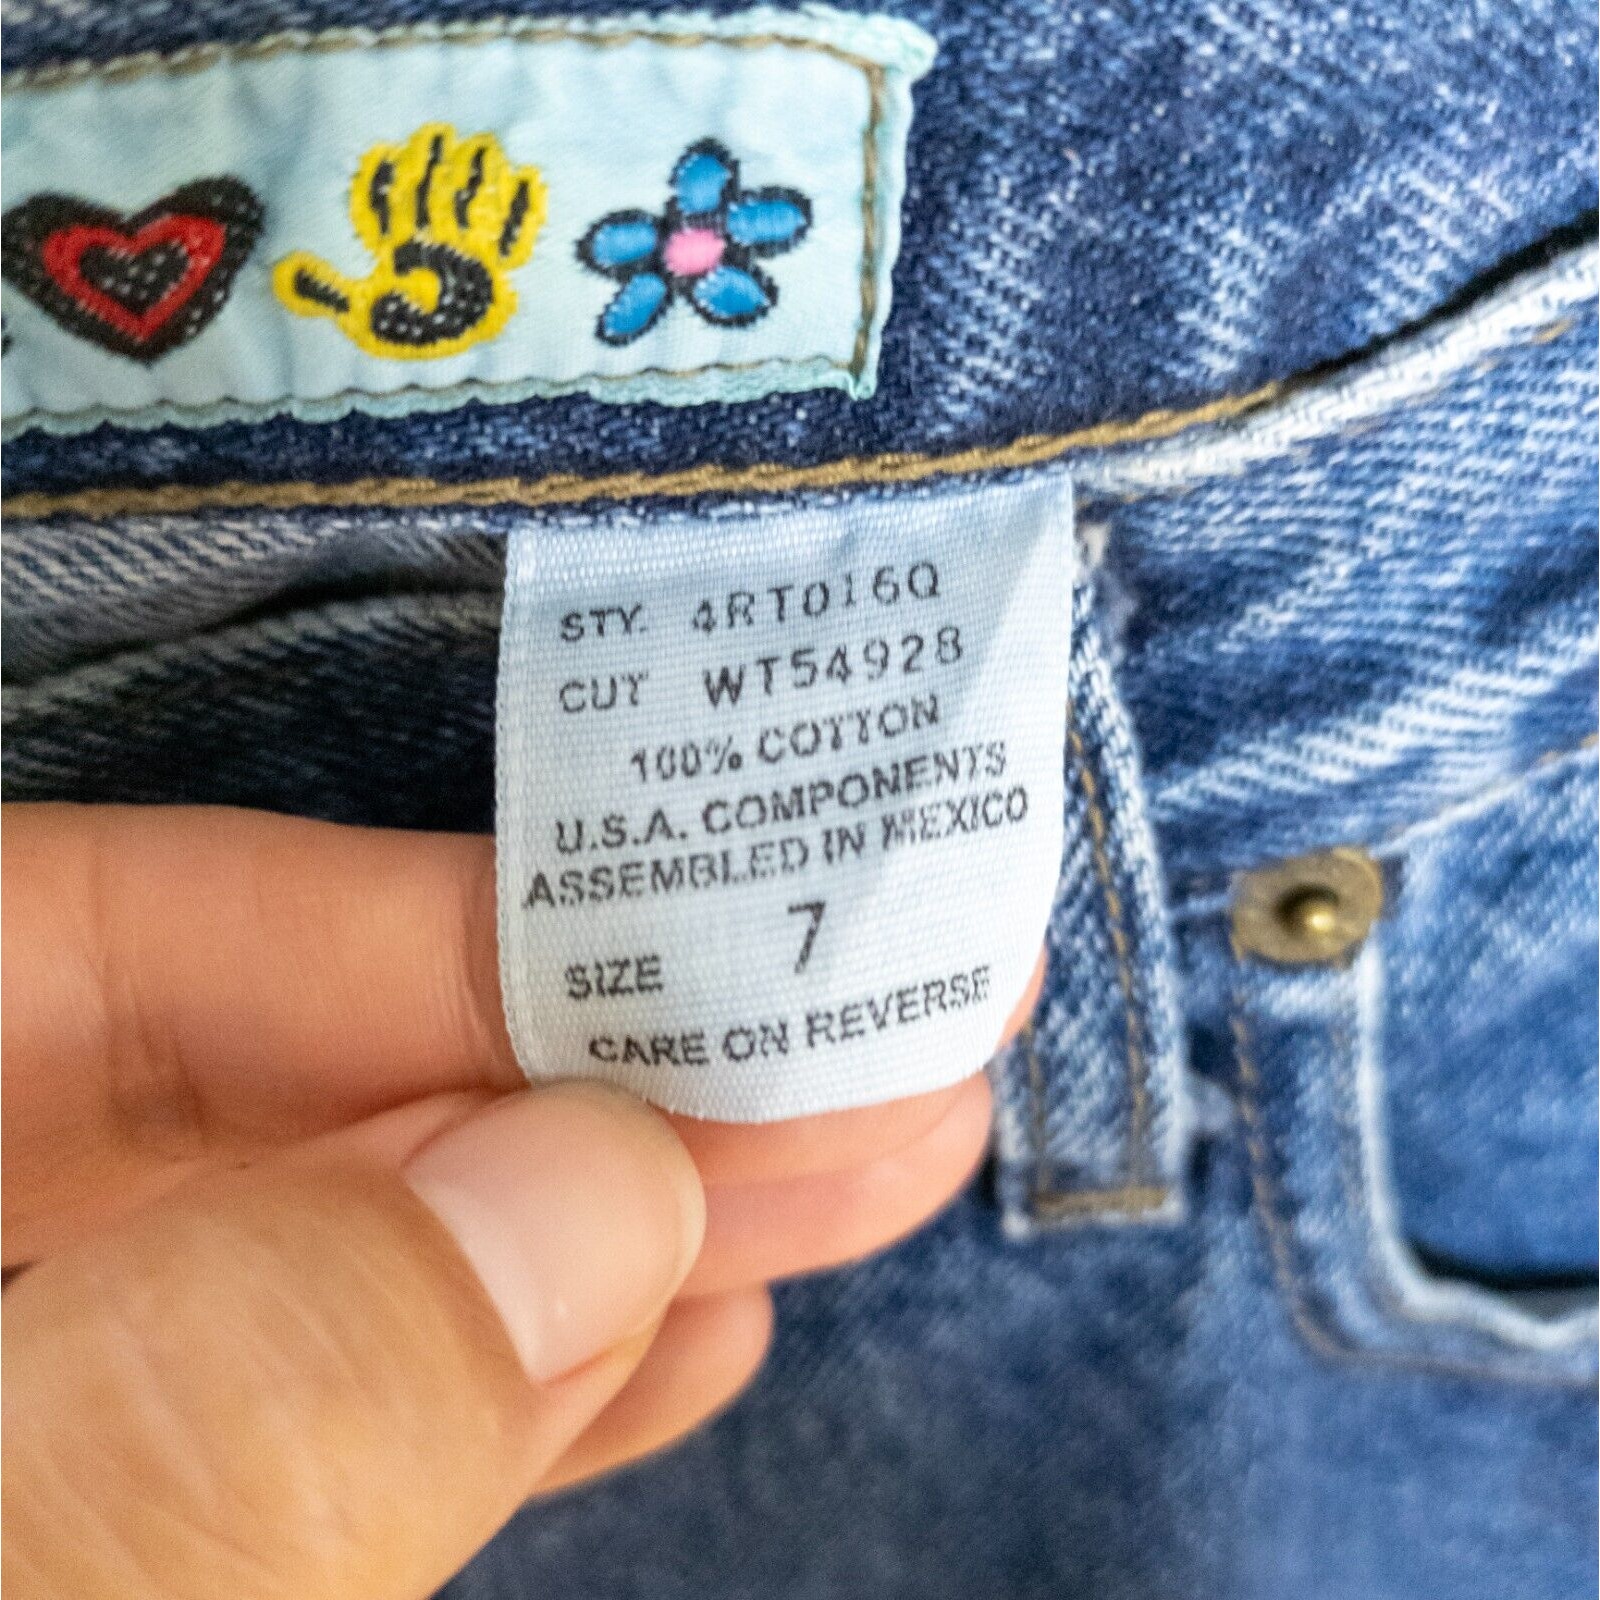 STY. 4RT016Q
CUT WT54928
100% COTTON
U.S.A. COMPONENTS
ASSEMBLED IN MEXICO
SIZE 7
CARE ON REVERSE